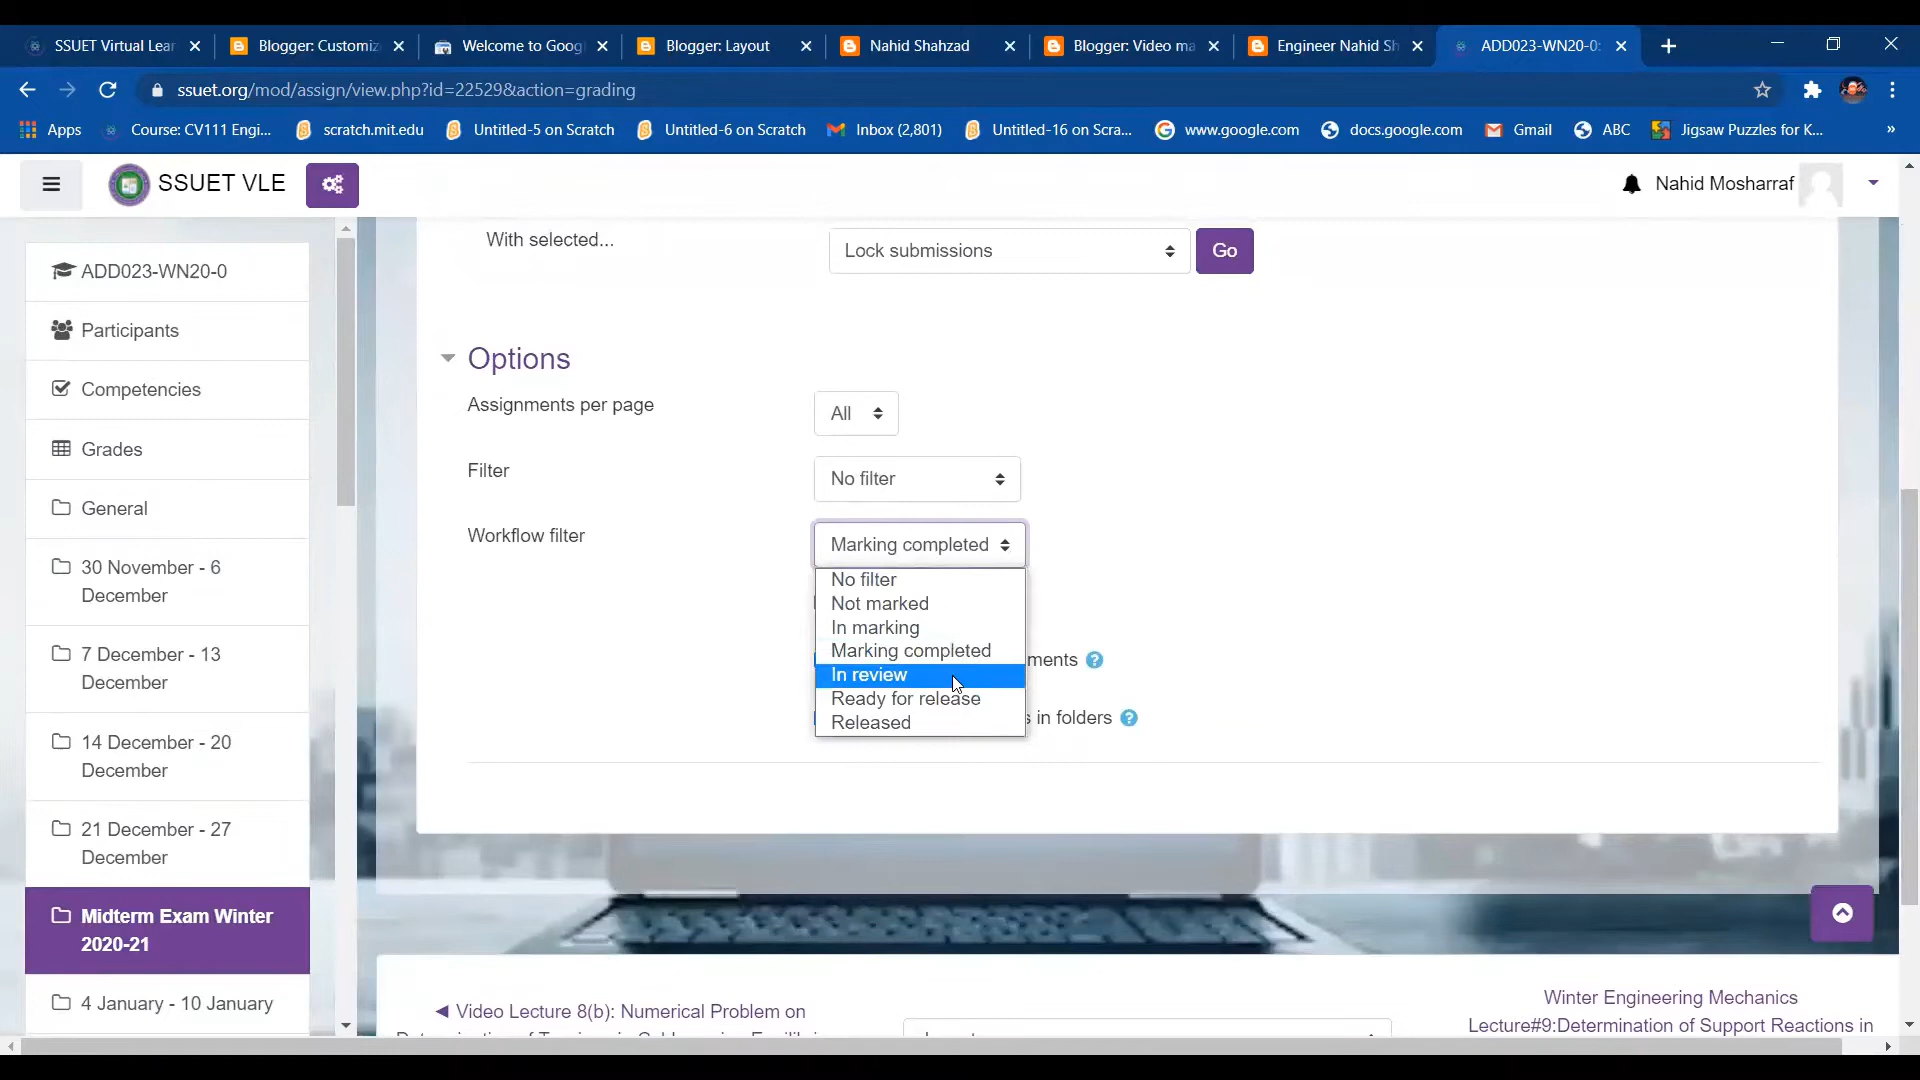 SSUET Virtual Lear
Blogger: Customiz
Welcome to Goog
Blogger: Layout
Nahid Shahzad
Blogger: Video ma
Engineer Nahid Sh
ADD023-WN20-0:
ssuet.org/mod/assign/view.php?id=22529&action=grading
Apps
Course: CV111 Engi...
scratch.mit.edu
Untitled-5 on Scratch
Untitled-6 on Scratch
Inbox (2,801)
Untitled-16 on Scra...
www.google.com
docs.google.com
Gmail
ABC
Jigsaw Puzzles for K...
»
SSUET VLE
Nahid Mosharraf
ADD023-WN20-0
Participants
Competencies
Grades
General
30 November - 6
December
7 December - 13
December
14 December - 20
December
21 December - 27
December
Midterm Exam Winter
2020-21
4 January - 10 January
With selected...
Lock submissions
Go
Options
Assignments per page
All
Filter
No filter
Workflow filter
Marking completed
No filter
Not marked
In marking
Marking completed
In review
Ready for release
Released
ments
s in folders
◄ Video Lecture 8(b): Numerical Problem on
Winter Engineering Mechanics
Lecture#9:Determination of Support Reactions in